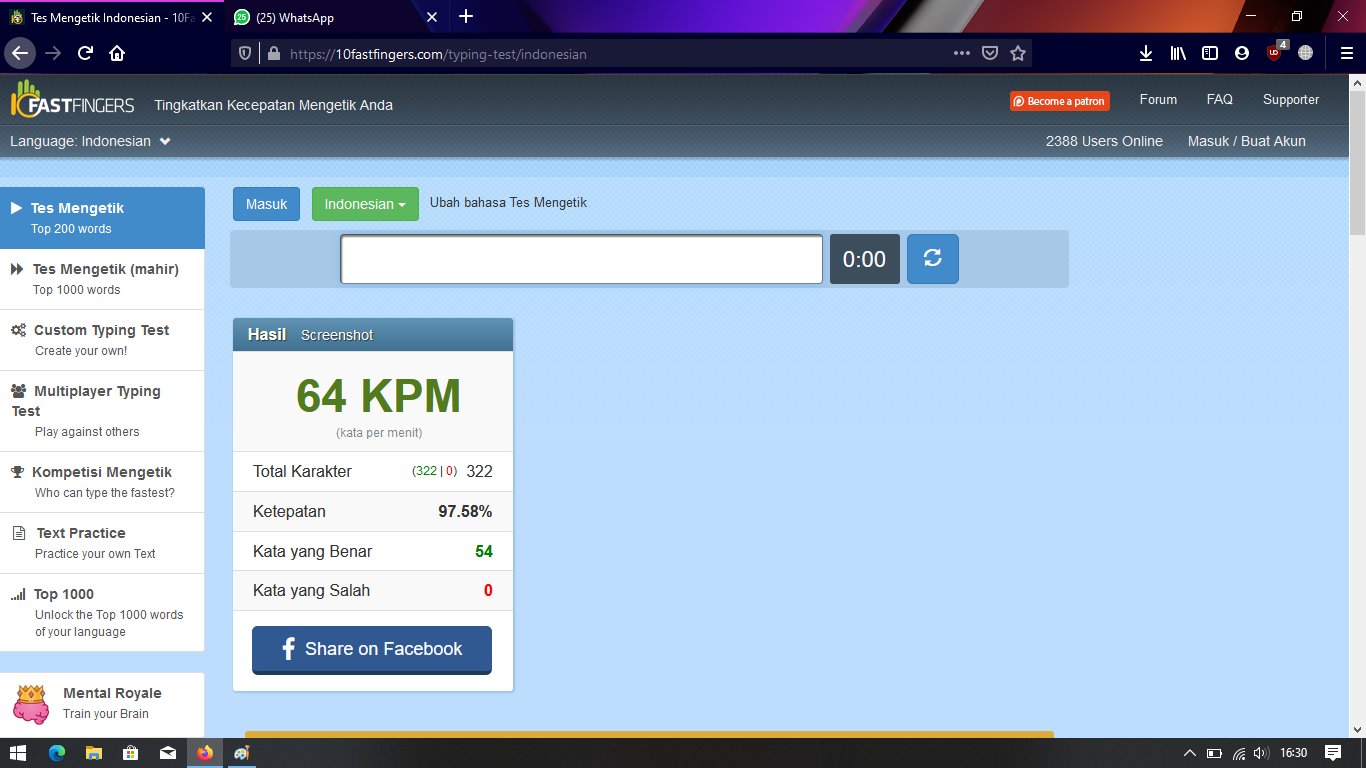 Tes Mengetik Indonesian - 10Fa
(25) WhatsApp
https://10fastfingers.com/typing-test/indonesian
4
10FASTFINGERS
Tingkatkan Kecepatan Mengetik Anda
Become a patron
Forum
FAQ
Supporter
Language: Indonesian
2388 Users Online
Masuk / Buat Akun
Tes Mengetik
Top 200 words
Tes Mengetik (mahir)
Top 1000 words
Custom Typing Test
Create your own!
Multiplayer Typing
Test
Play against others
Kompetisi Mengetik
Who can type the fastest?
Text Practice
Practice your own Text
Top 1000
Unlock the Top 1000 words
of your language
Mental Royale
Train your Brain
Masuk
Indonesian
Ubah bahasa Tes Mengetik
0:00
Hasil Screenshot
64 KPM
(kata per menit)
Total Karakter (322 | 0) 322
Ketepatan 97.58%
Kata yang Benar 54
Kata yang Salah 0
Share on Facebook
16:30